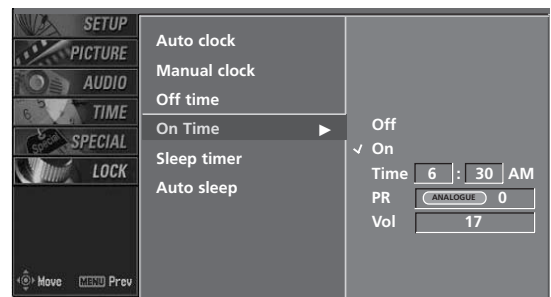 SETUP
PICTURE
AUDIO
TIME
SPECIAL
LOCK
Move MENU Prev
Auto clock
Manual clock
Off time
On Time ▶
Sleep timer
Auto sleep
Off
✓ On
Time 6 : 30 AM
PR ANALOGUE 0
Vol 17